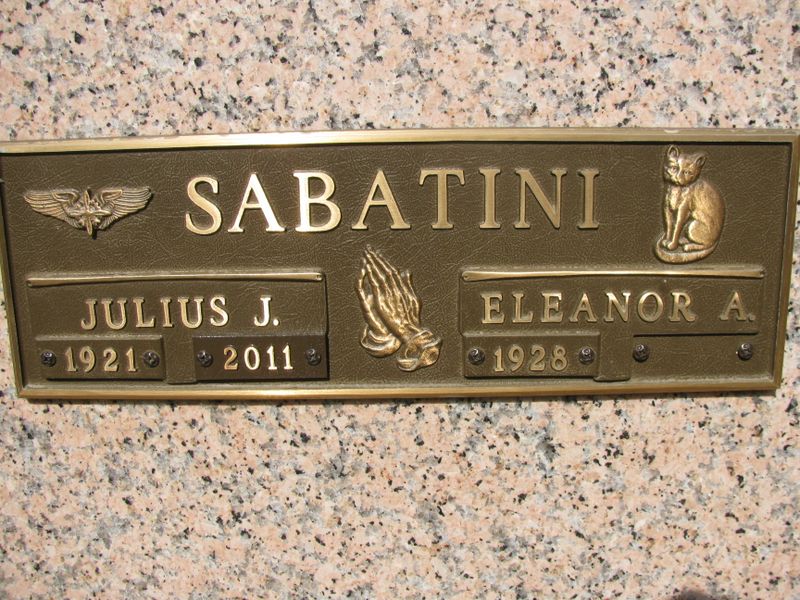 SABATINI
JULIUS J.
1921 2011
ELEANOR A.
1928